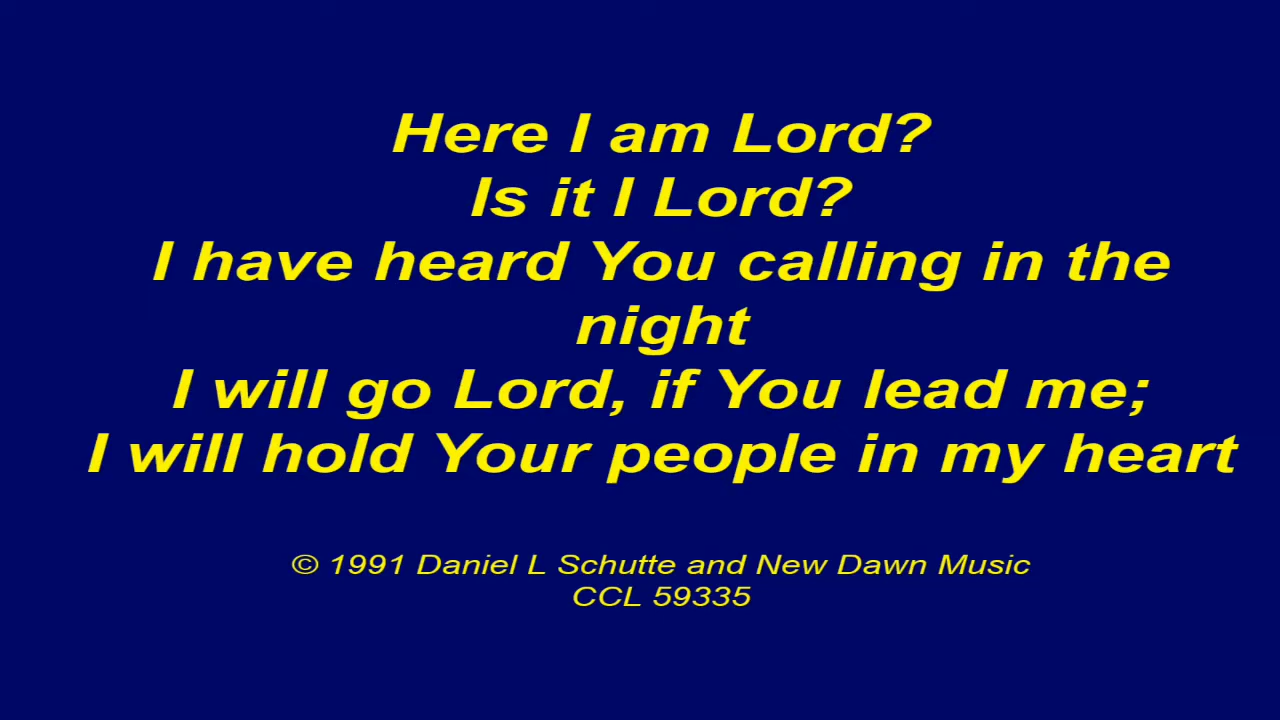 Here I am Lord?
Is it I Lord?
I have heard You calling in the
night
I will go Lord, if You lead me;
I will hold Your people in my heart
© 1991 Daniel L Schutte and New Dawn Music
CCL 59335